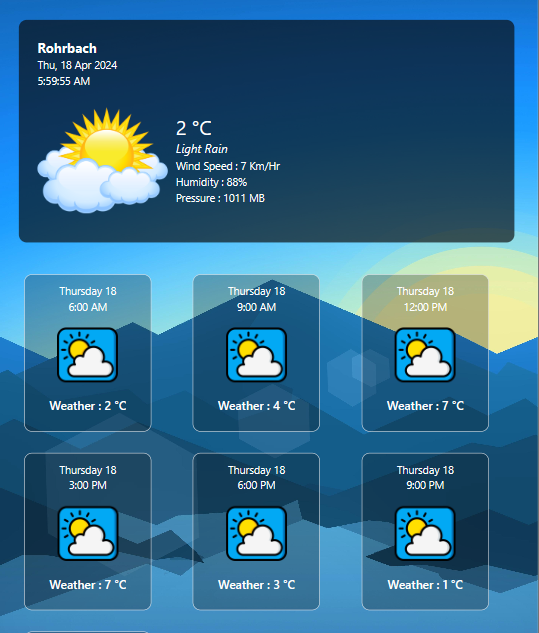 Rohrbach
Thu, 18 Apr 2024
5:59:55 AM
2 °C
Light Rain
Wind Speed : 7 Km/Hr
Humidity : 88%
Pressure : 1011 MB
Thursday 18
6:00 AM
Weather : 2 °C
Thursday 18
9:00 AM
Weather : 4 °C
Thursday 18
12:00 PM
Weather : 7 °C
Thursday 18
3:00 PM
Weather : 7 °C
Thursday 18
6:00 PM
Weather : 3 °C
Thursday 18
9:00 PM
Weather : 1 °C